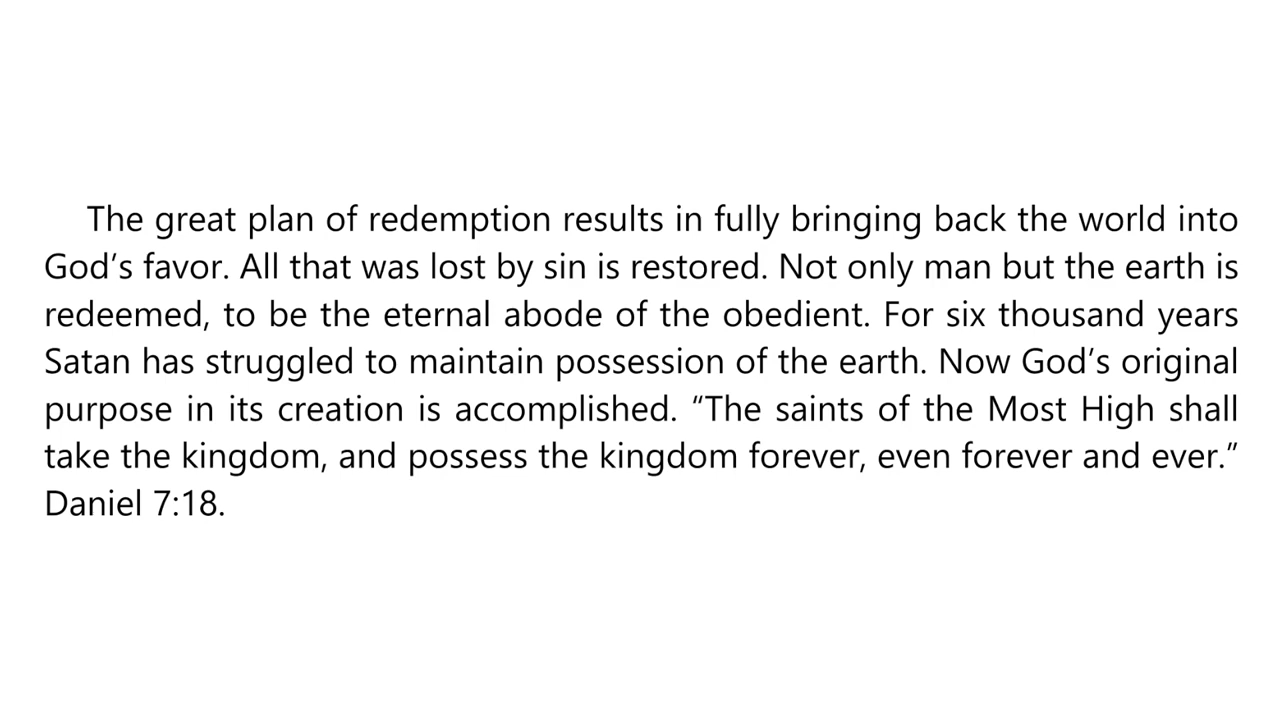 The great plan of redemption results in fully bringing back the world into
God’s favor. All that was lost by sin is restored. Not only man but the earth is
redeemed, to be the eternal abode of the obedient. For six thousand years
Satan has struggled to maintain possession of the earth. Now God’s original
purpose in its creation is accomplished. “The saints of the Most High shall
take the kingdom, and possess the kingdom forever, even forever and ever.”
Daniel 7:18.